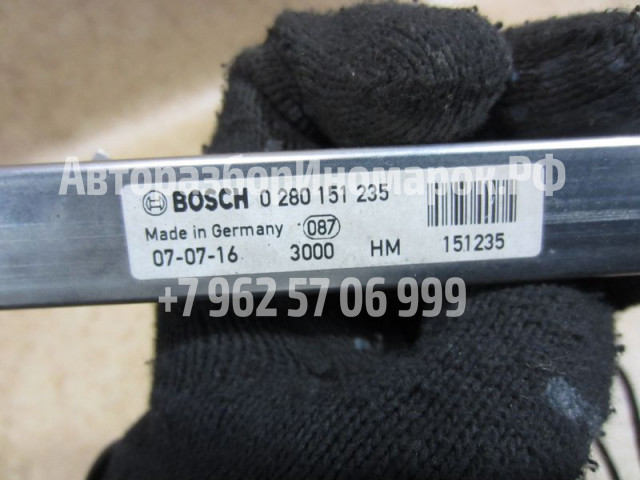 АвторазборИномарок.РФ
BOSCH 0 280 151 235
Made in Germany 087
07-07-16 3000 HM 151235
+7 962 57 06 999